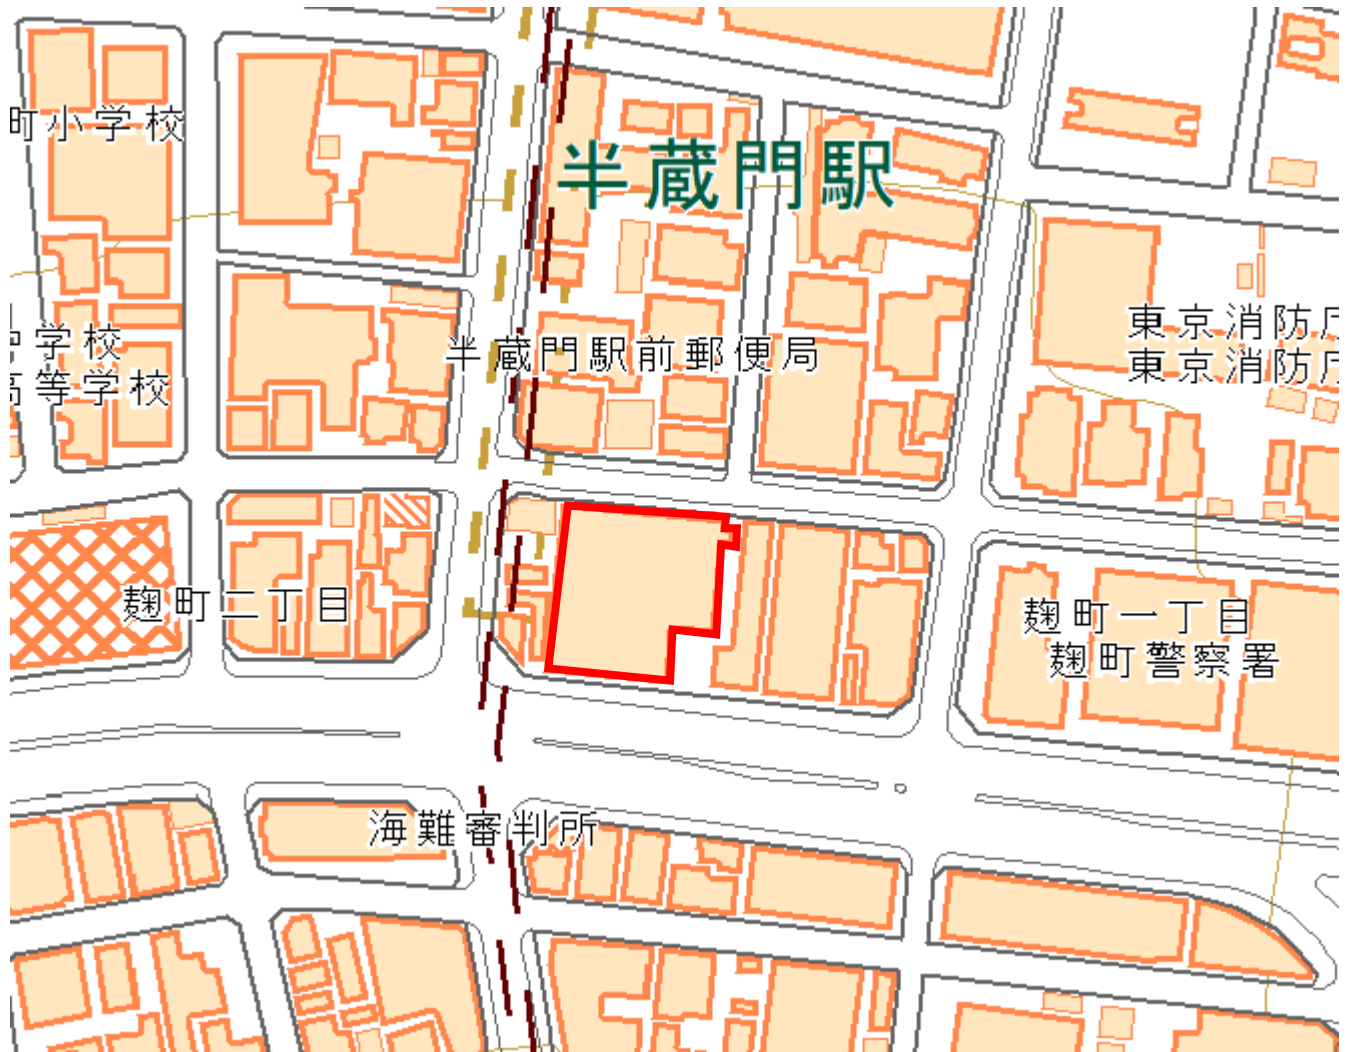 町小学校
半蔵門駅
中学校
高等学校
半蔵門駅前郵便局
東京消防庁
東京消防庁
麹町二丁目
麹町一丁目
麹町警察署
海難審判所